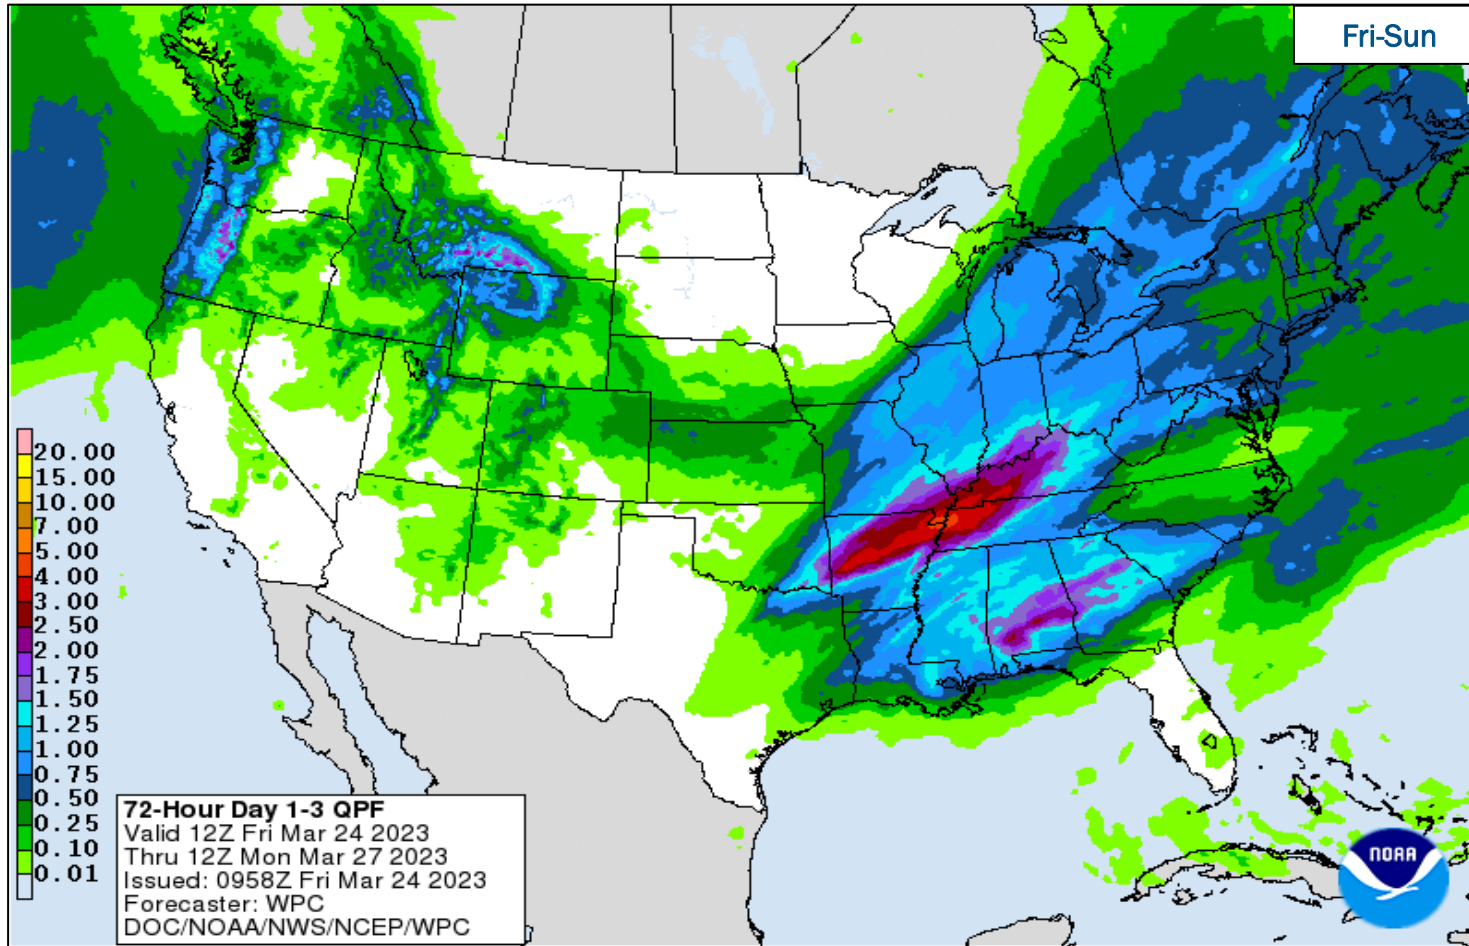 Fri-Sun
20.00
15.00
10.00
7.00
5.00
4.00
3.00
2.50
2.00
1.75
1.50
1.25
1.00
0.75
0.50
0.25
0.10
0.01
72-Hour Day 1-3 QPF
Valid 12Z Fri Mar 24 2023
Thru 12Z Mon Mar 27 2023
Issued: 0958Z Fri Mar 24 2023
Forecaster: WPC
DOC/NOAA/NWS/NCEP/WPC
NOAA